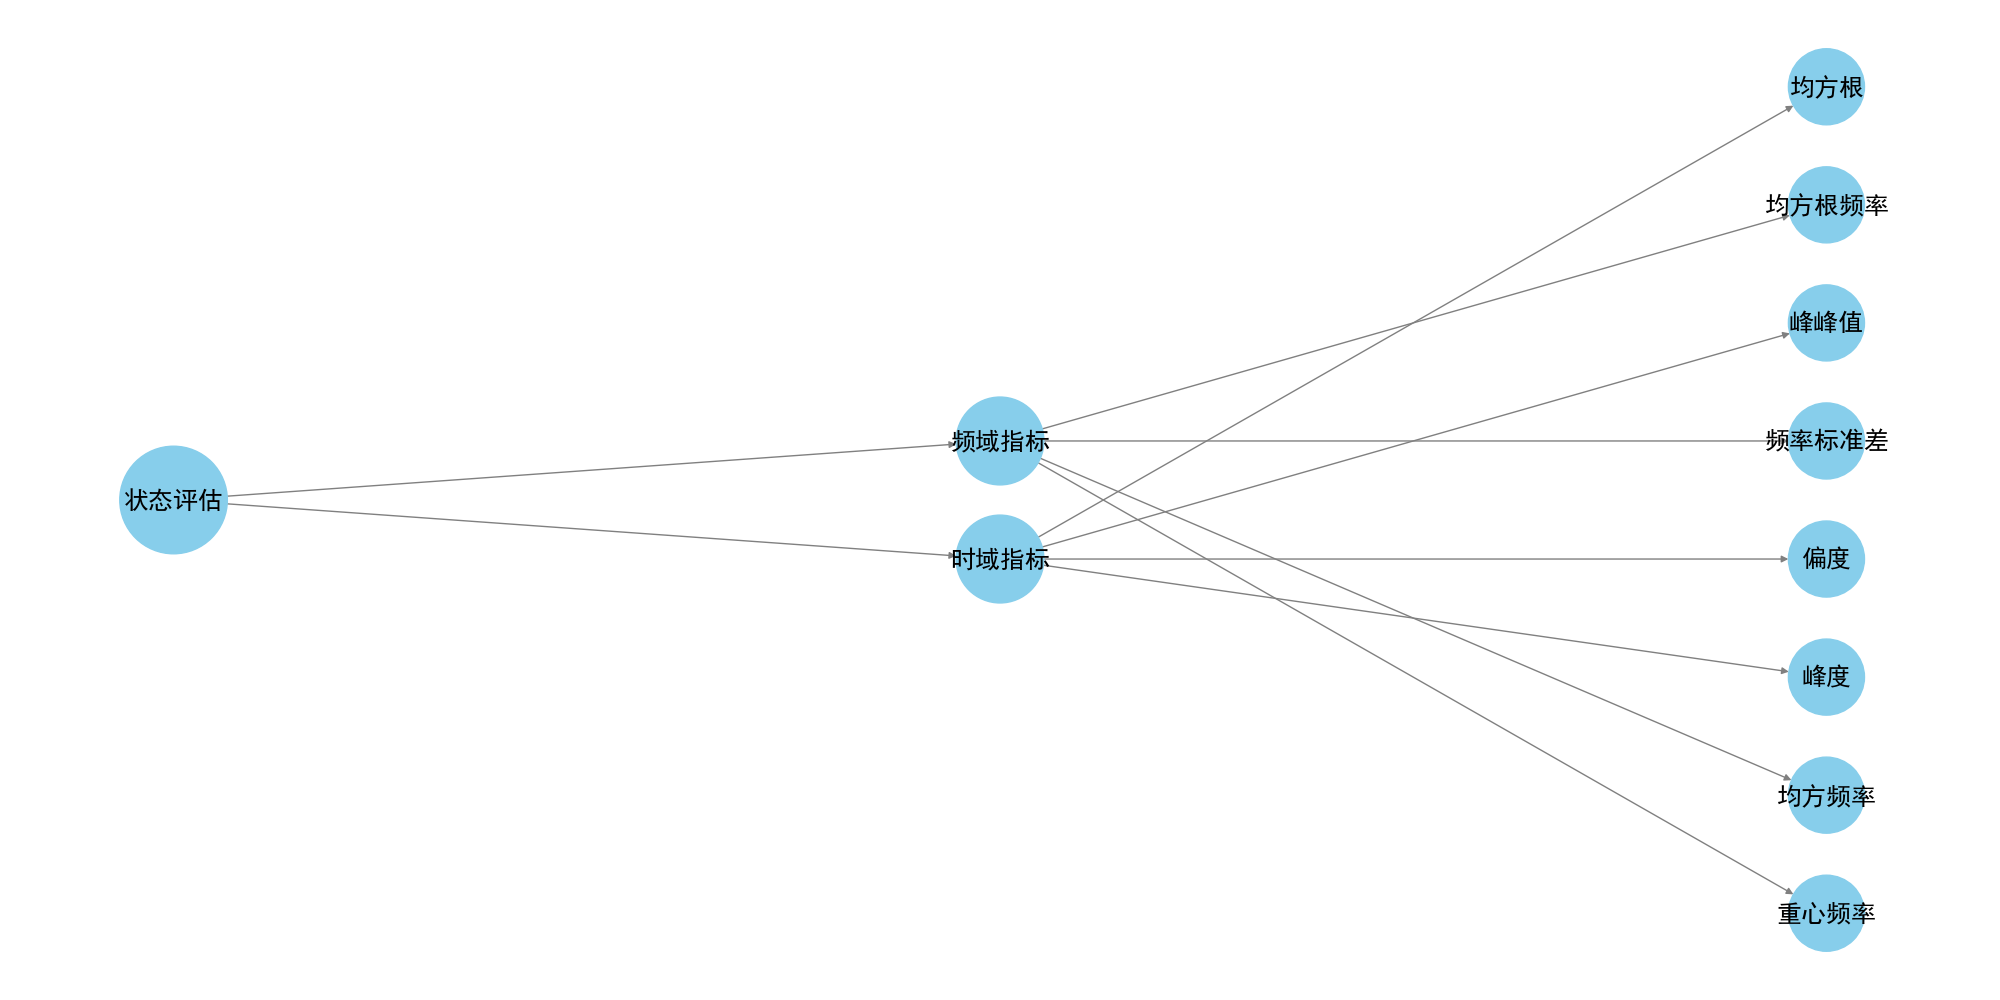 状态评估
频域指标
时域指标
均方根
均方根频率
峰峰值
频率标准差
偏度
峰度
均方频率
重心频率